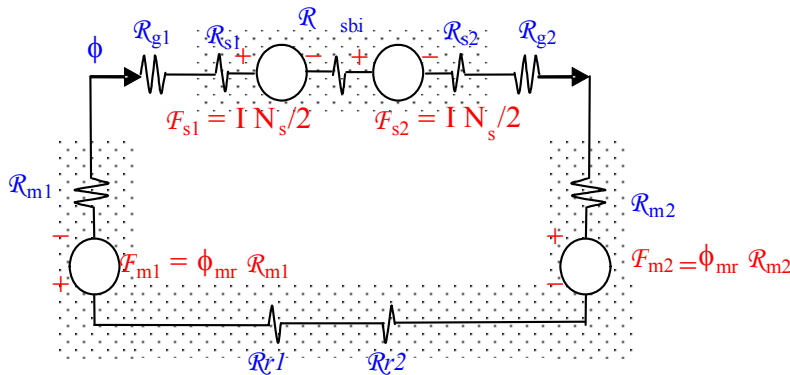 ϕ ℛg1 ℛs1 + − ℛ sbi + − ℛs2 ℛg2
ℱs1 = I Ns/2 ℱs2 = I Ns/2
ℛm1 ℛm2
− + ℱm1 = ϕmr ℛm1
+ − ℱm2 = ϕmr ℛm2
ℛr1 ℛr2